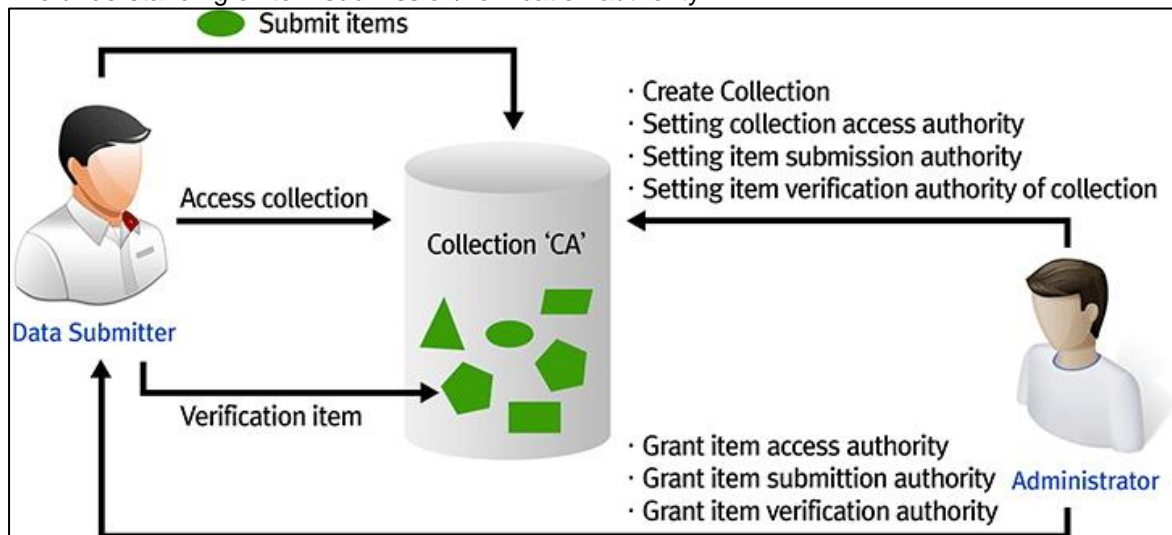 Submit items
· Create Collection
· Setting collection access authority
· Setting item submission authority
· Setting item verification authority of collection
Access collection
Collection ‘CA’
Data Submitter
Verification item
· Grant item access authority
· Grant item submittion authority
· Grant item verification authority
Administrator